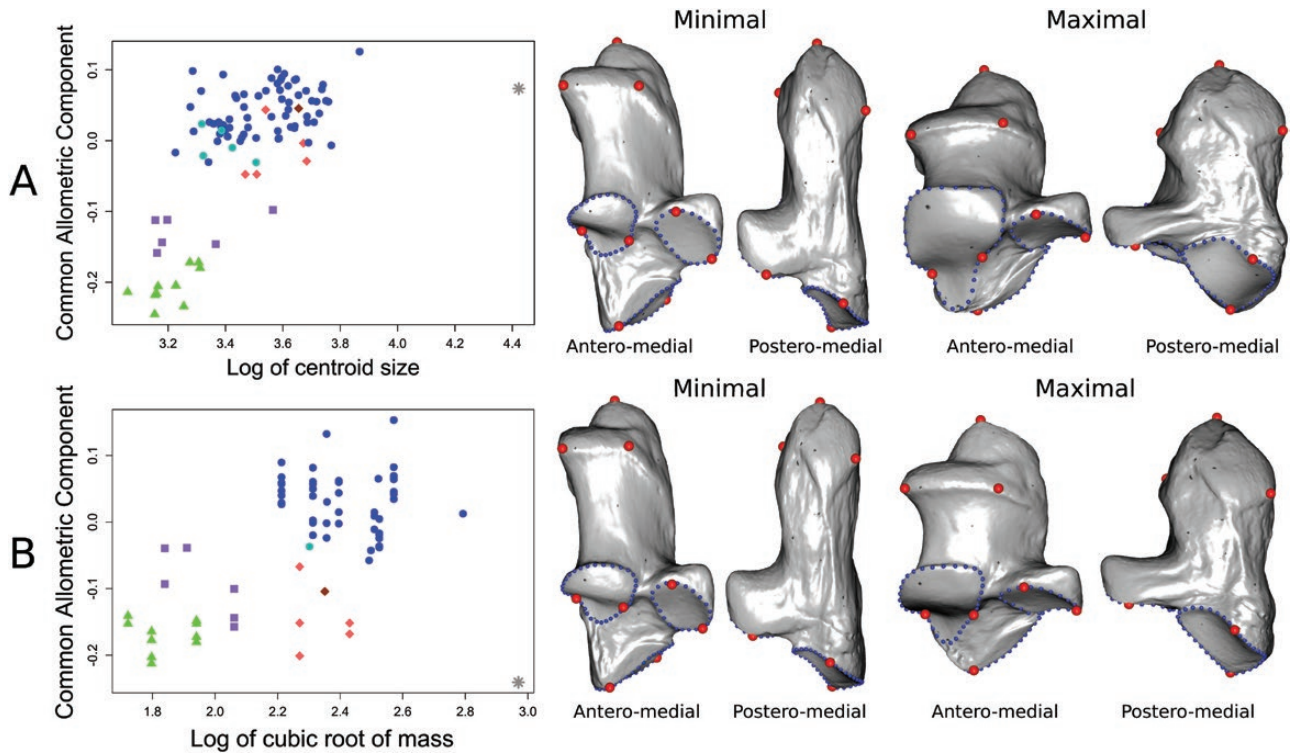 A
Common Allometric Component
0.1
0.0
-0.1
-0.2
3.2 3.4 3.6 3.8 4.0 4.2 4.4
Log of centroid size
Minimal
Maximal
Antero-medial
Postero-medial
Antero-medial
Postero-medial
B
Common Allometric Component
0.1
0.0
-0.1
-0.2
1.8 2.0 2.2 2.4 2.6 2.8 3.0
Log of cubic root of mass
Minimal
Maximal
Antero-medial
Postero-medial
Antero-medial
Postero-medial